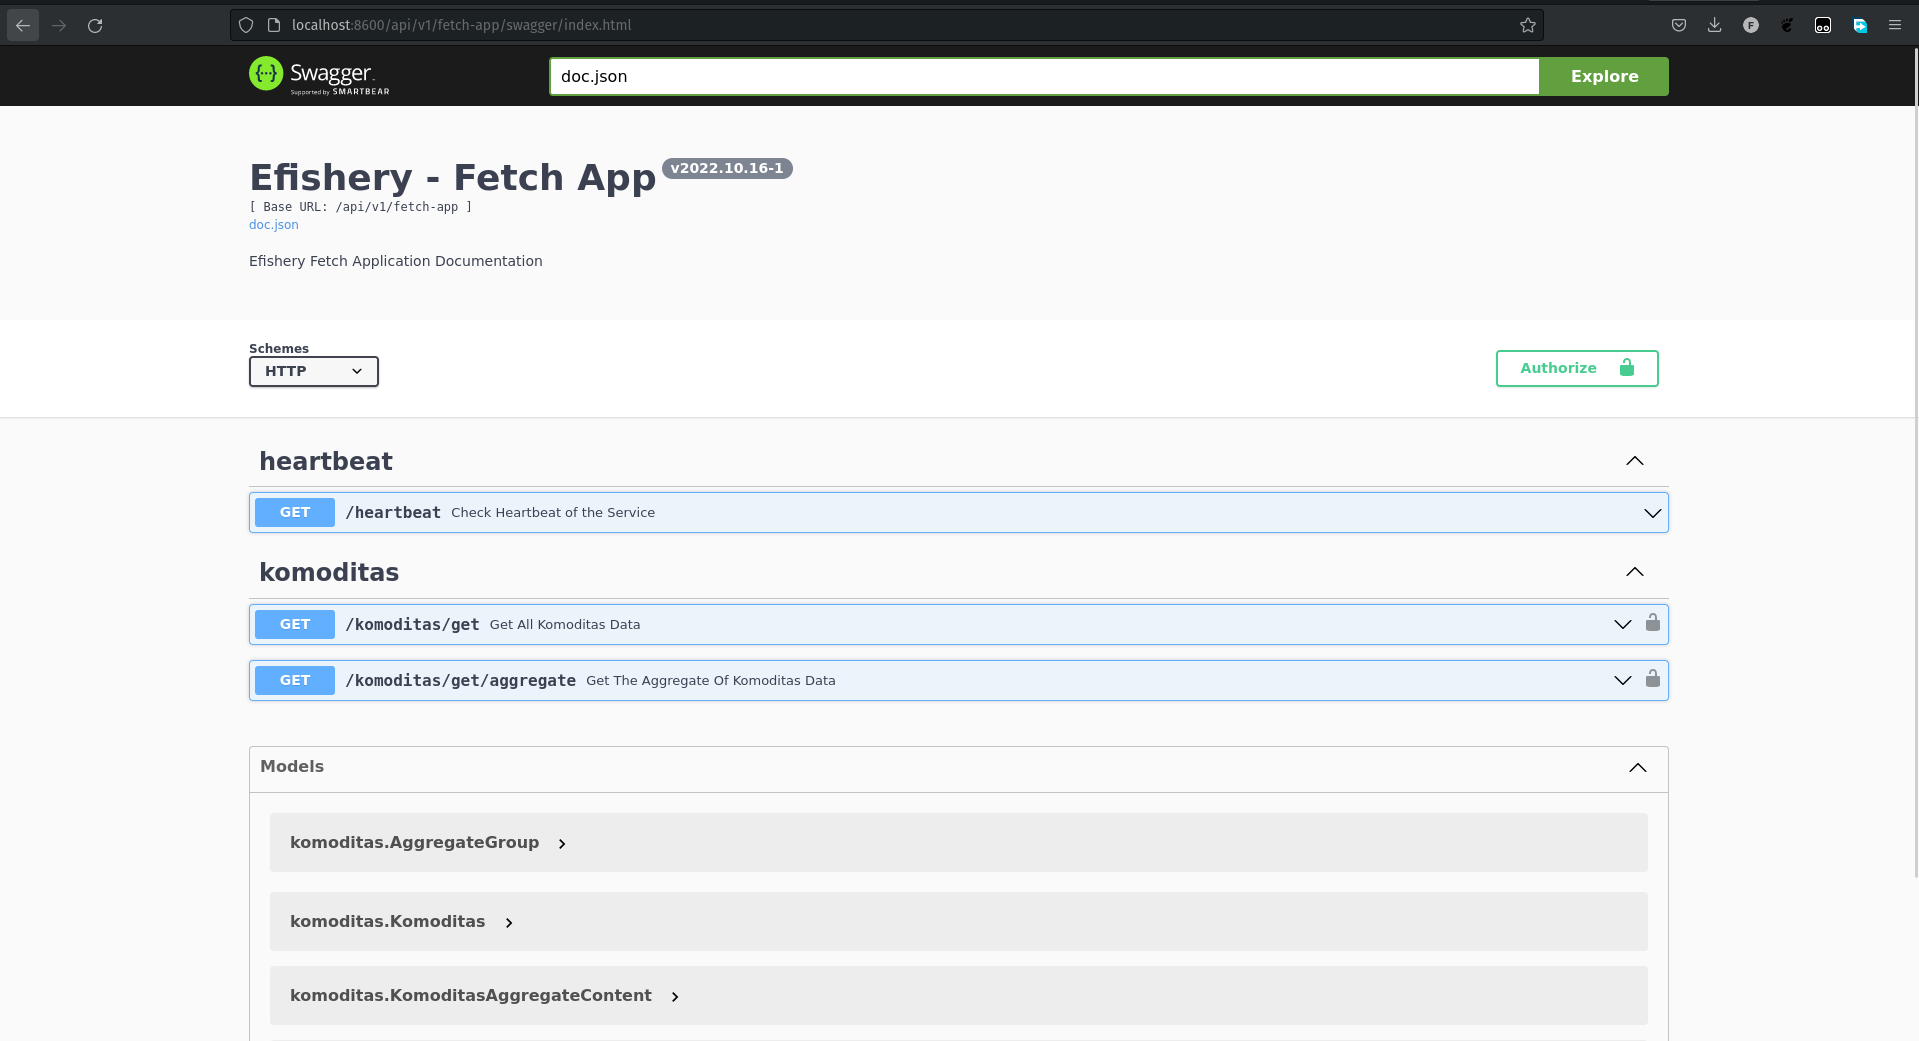 localhost:8600/api/v1/fetch-app/swagger/index.html
F
{...} Swagger.
Supported by SMARTBEAR
doc.json
Explore
Efishery - Fetch App v2022.10.16-1
[ Base URL: /api/v1/fetch-app ]
doc.json
Efishery Fetch Application Documentation
Schemes
HTTP
Authorize
heartbeat
GET /heartbeat Check Heartbeat of the Service
komoditas
GET /komoditas/get Get All Komoditas Data
GET /komoditas/get/aggregate Get The Aggregate Of Komoditas Data
Models
komoditas.AggregateGroup
komoditas.Komoditas
komoditas.KomoditasAggregateContent